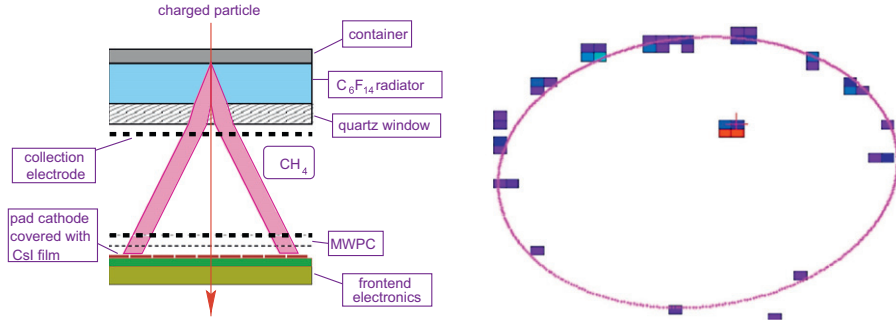 charged particle
container
C6F14 radiator
quartz window
collection
electrode
CH4
pad cathode
covered with
CsI film
MWPC
frontend
electronics